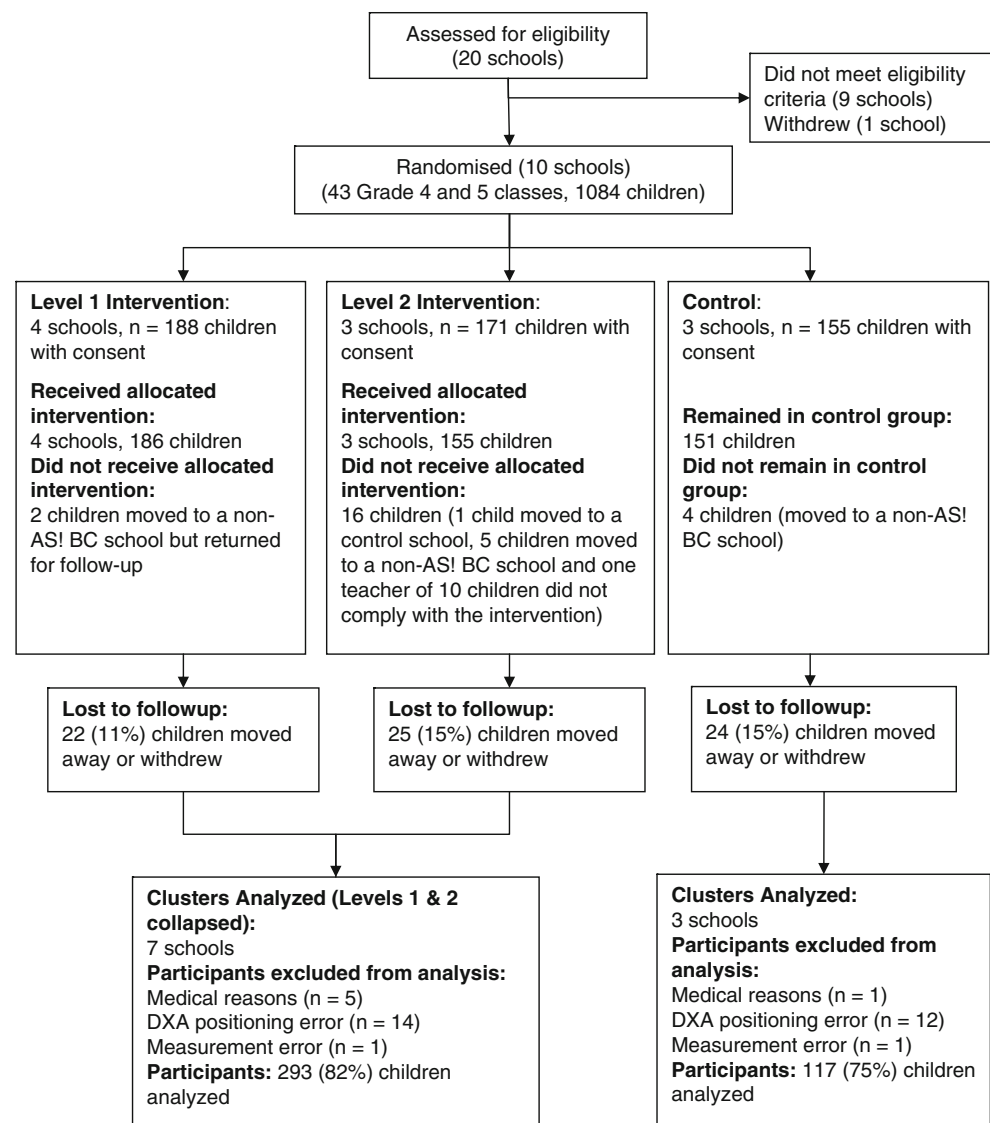 Assessed for eligibility
(20 schools)
Did not meet eligibility
criteria (9 schools)
Withdrew (1 school)
Randomised (10 schools)
(43 Grade 4 and 5 classes, 1084 children)
Level 1 Intervention:
4 schools, n = 188 children
with consent
Received allocated
intervention:
4 schools, 186 children
Did not receive allocated
intervention:
2 children moved to a non-
AS! BC school but returned
for follow-up
Level 2 Intervention:
3 schools, n = 171 children
with consent
Received allocated
intervention:
3 schools, 155 children
Did not receive allocated
intervention:
16 children (1 child moved to a
control school, 5 children moved
to a non-AS! BC school and one
teacher of 10 children did not
comply with the intervention)
Control:
3 schools, n = 155 children with
consent
Remained in control group:
151 children
Did not remain in control
group:
4 children (moved to a non-AS!
BC school)
Lost to followup:
22 (11%) children moved
away or withdrew
Lost to followup:
25 (15%) children moved
away or withdrew
Lost to followup:
24 (15%) children moved
away or withdrew
Clusters Analyzed (Levels 1 & 2
collapsed):
7 schools
Participants excluded from analysis:
Medical reasons (n = 5)
DXA positioning error (n = 14)
Measurement error (n = 1)
Participants: 293 (82%) children
analyzed
Clusters Analyzed:
3 schools
Participants excluded from
analysis:
Medical reasons (n = 1)
DXA positioning error (n = 12)
Measurement error (n = 1)
Participants: 117 (75%) children
analyzed